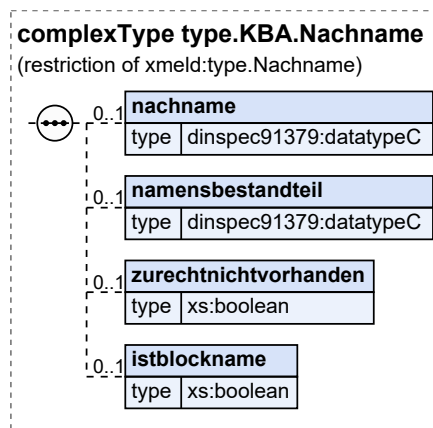 complexType type.KBA.Nachname
(restriction of xmeld:type.Nachname)
0..1 nachname
type dinspec91379:datatypeC
0..1 namensbestandteil
type dinspec91379:datatypeC
0..1 zurechtnichtvorhanden
type xs:boolean
0..1 istblockname
type xs:boolean